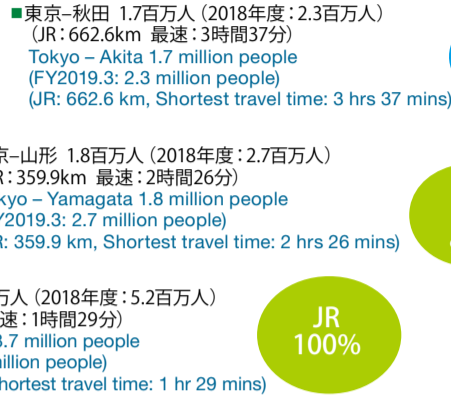 ■東京–秋田 1.7百万人（2018年度：2.3百万人）
（JR：662.6km 最速：3時間37分）
Tokyo – Akita 1.7 million people
(FY2019.3: 2.3 million people)
(JR: 662.6 km, Shortest travel time: 3 hrs 37 mins)
–山形 1.8百万人（2018年度：2.7百万人）
：359.9km 最速：2時間26分）
kyo – Yamagata 1.8 million people
2019.3: 2.7 million people)
: 359.9 km, Shortest travel time: 2 hrs 26 mins)
万人（2018年度：5.2百万人）
速：1時間29分）
.7 million people
million people)
hortest travel time: 1 hr 29 mins)
JR
100%